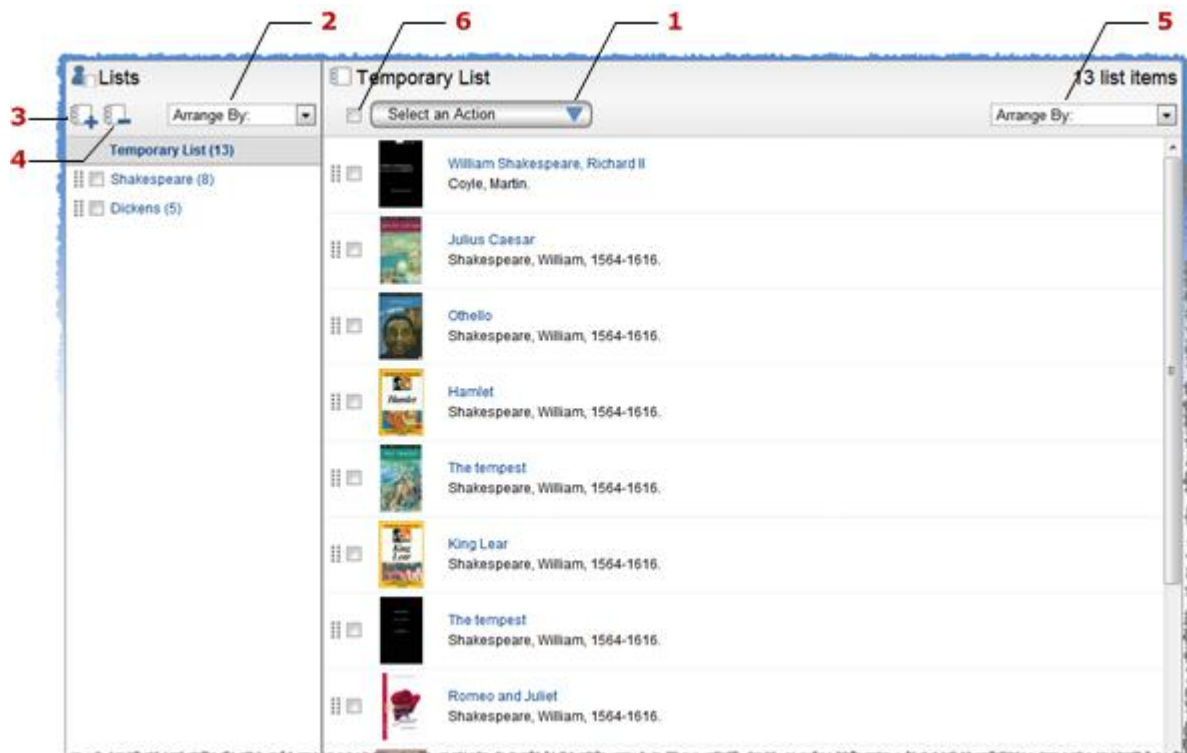 2
6
1
5
Lists
Temporary List
13 list items
3
Arrange By:
Select an Action
Arrange By:
4
Temporary List (13)
Shakespeare (8)
Dickens (5)
William Shakespeare, Richard II
Coyle, Martin.
Julius Caesar
Shakespeare, William, 1564-1616.
Othello
Shakespeare, William, 1564-1616.
Hamlet
Hamlet
Shakespeare, William, 1564-1616.
The tempest
Shakespeare, William, 1564-1616.
King
Lear
King Lear
Shakespeare, William, 1564-1616.
The tempest
Shakespeare, William, 1564-1616.
Romeo and Juliet
Shakespeare, William, 1564-1616.